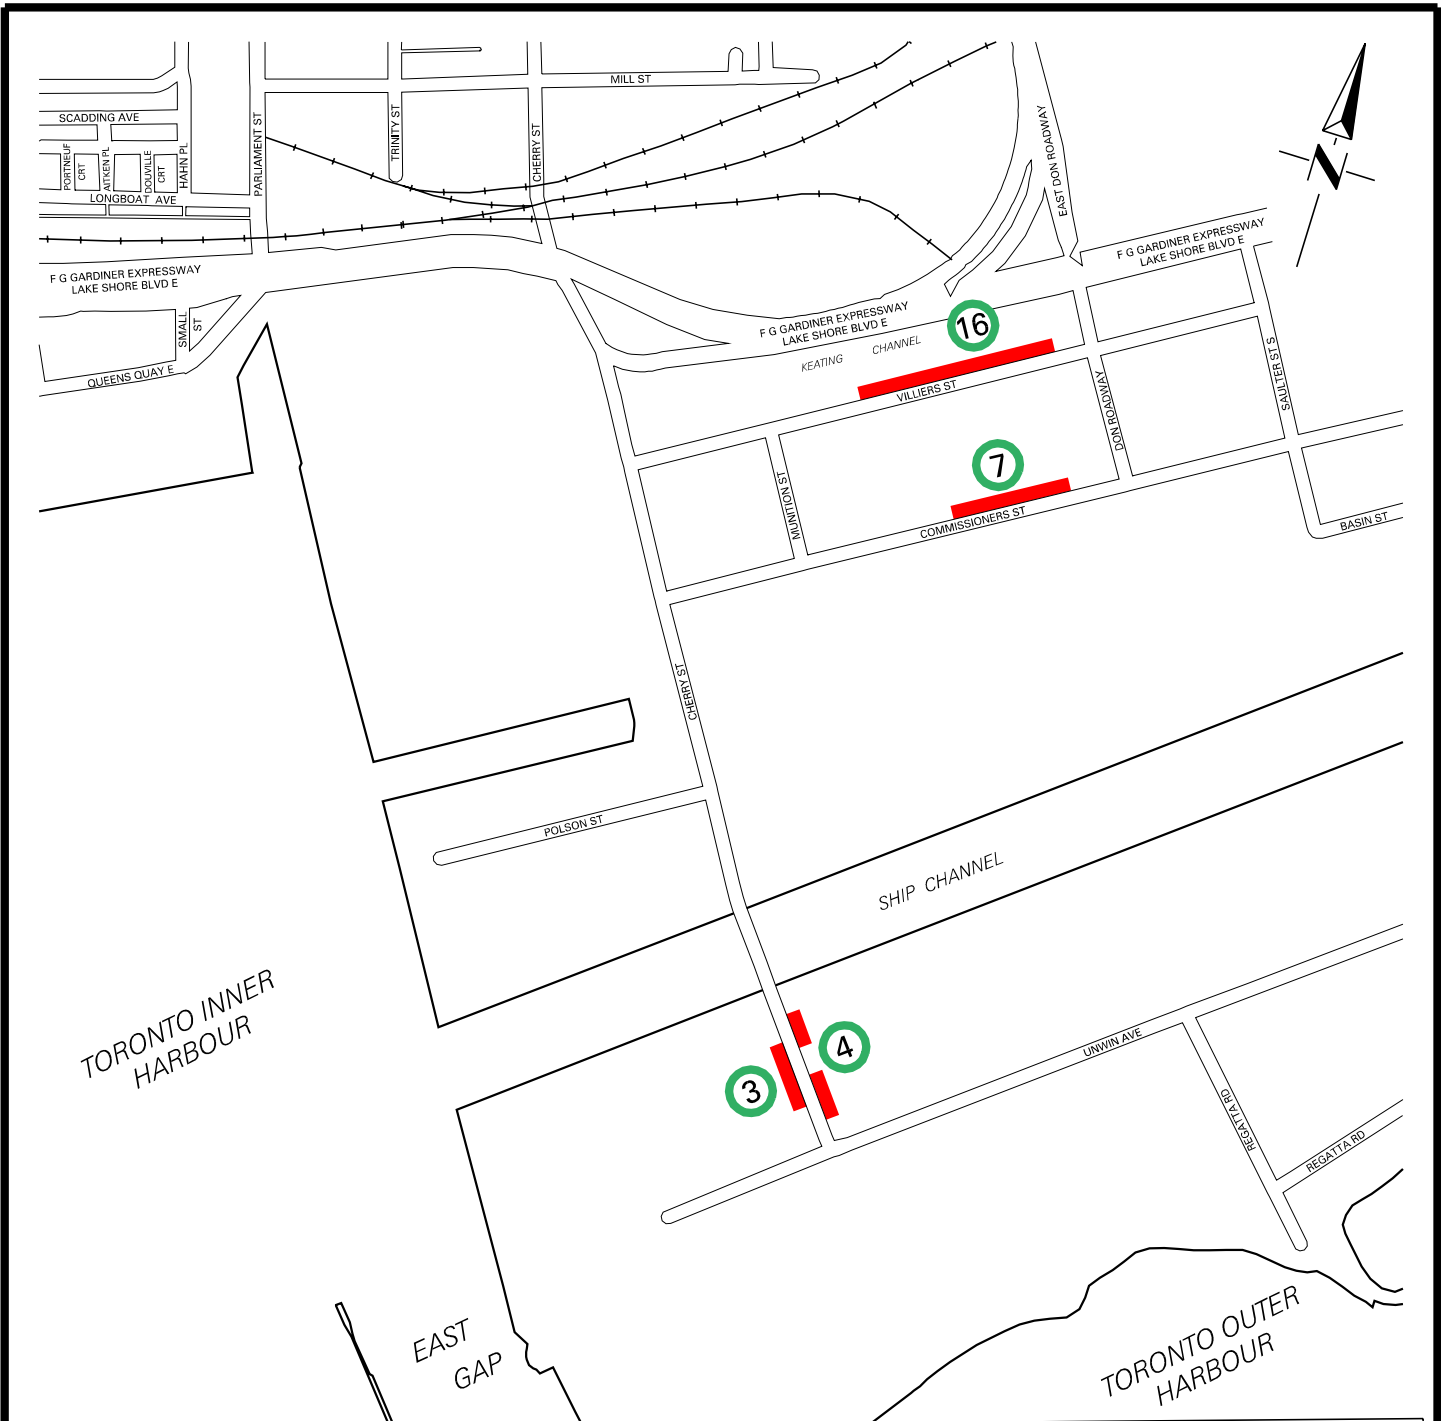 MILL ST
SCADDING AVE
PORTNEUF
CRT
AITKEN PL
DOUVILLE
CRT
HAHN PL
PARLIAMENT ST
TRINITY ST
CHERRY ST
LONGBOAT AVE
EAST DON ROADWAY
N
F G GARDINER EXPRESSWAY
LAKE SHORE BLVD E
F G GARDINER EXPRESSWAY
LAKE SHORE BLVD E
F G GARDINER EXPRESSWAY
LAKE SHORE BLVD E
SMALL
ST
QUEENS QUAY E
KEATING CHANNEL
16
VILLIERS ST
DON ROADWAY
SAULTER ST S
7
MUNITION ST
COMMISSIONERS ST
BASIN ST
CHERRY ST
POLSON ST
SHIP CHANNEL
TORONTO INNER
HARBOUR
4
3
UNWIN AVE
REGATTA RD
REGATTA RD
EAST
GAP
TORONTO OUTER
HARBOUR